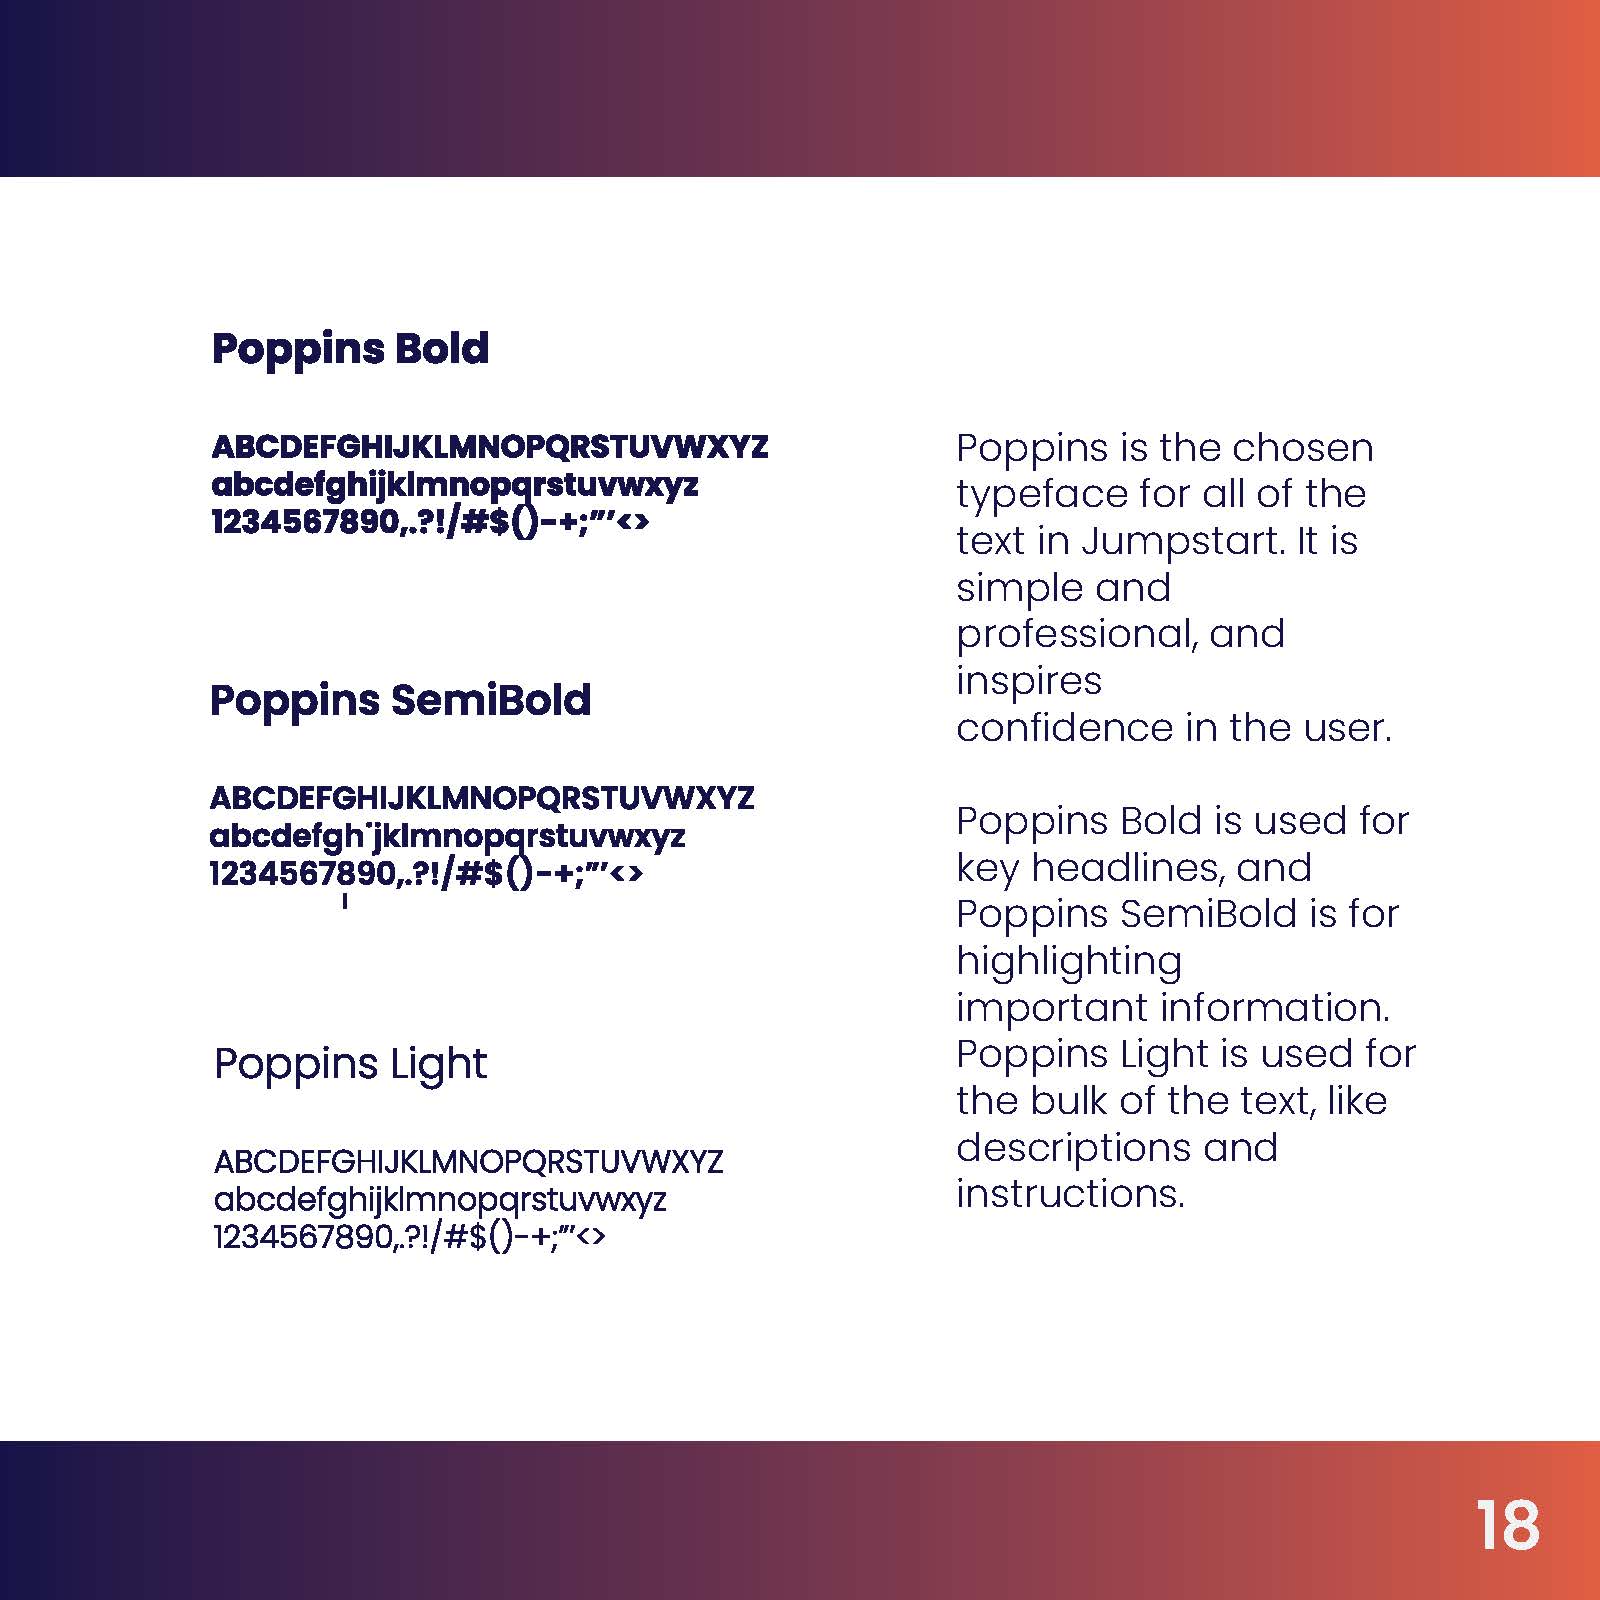 Poppins Bold
ABCDEFGHIJKLMNOPQRSTUVWXYZ
abcdefghijklmnopqrstuvwxyz
1234567890,.?!/#$()-+;"'<>
Poppins SemiBold
ABCDEFGHIJKLMNOPQRSTUVWXYZ
abcdefghijklmnopqrstuvwxyz
1234567890,.?!/#$()-+;"'<>
Poppins Light
ABCDEFGHIJKLMNOPQRSTUVWXYZ
abcdefghijklmnopqrstuvwxyz
1234567890,.?!/#$()-+;"'<>
Poppins is the chosen
typeface for all of the
text in Jumpstart. It is
simple and
professional, and
inspires
confidence in the user.
Poppins Bold is used for
key headlines, and
Poppins SemiBold is for
highlighting
important information.
Poppins Light is used for
the bulk of the text, like
descriptions and
instructions.
18